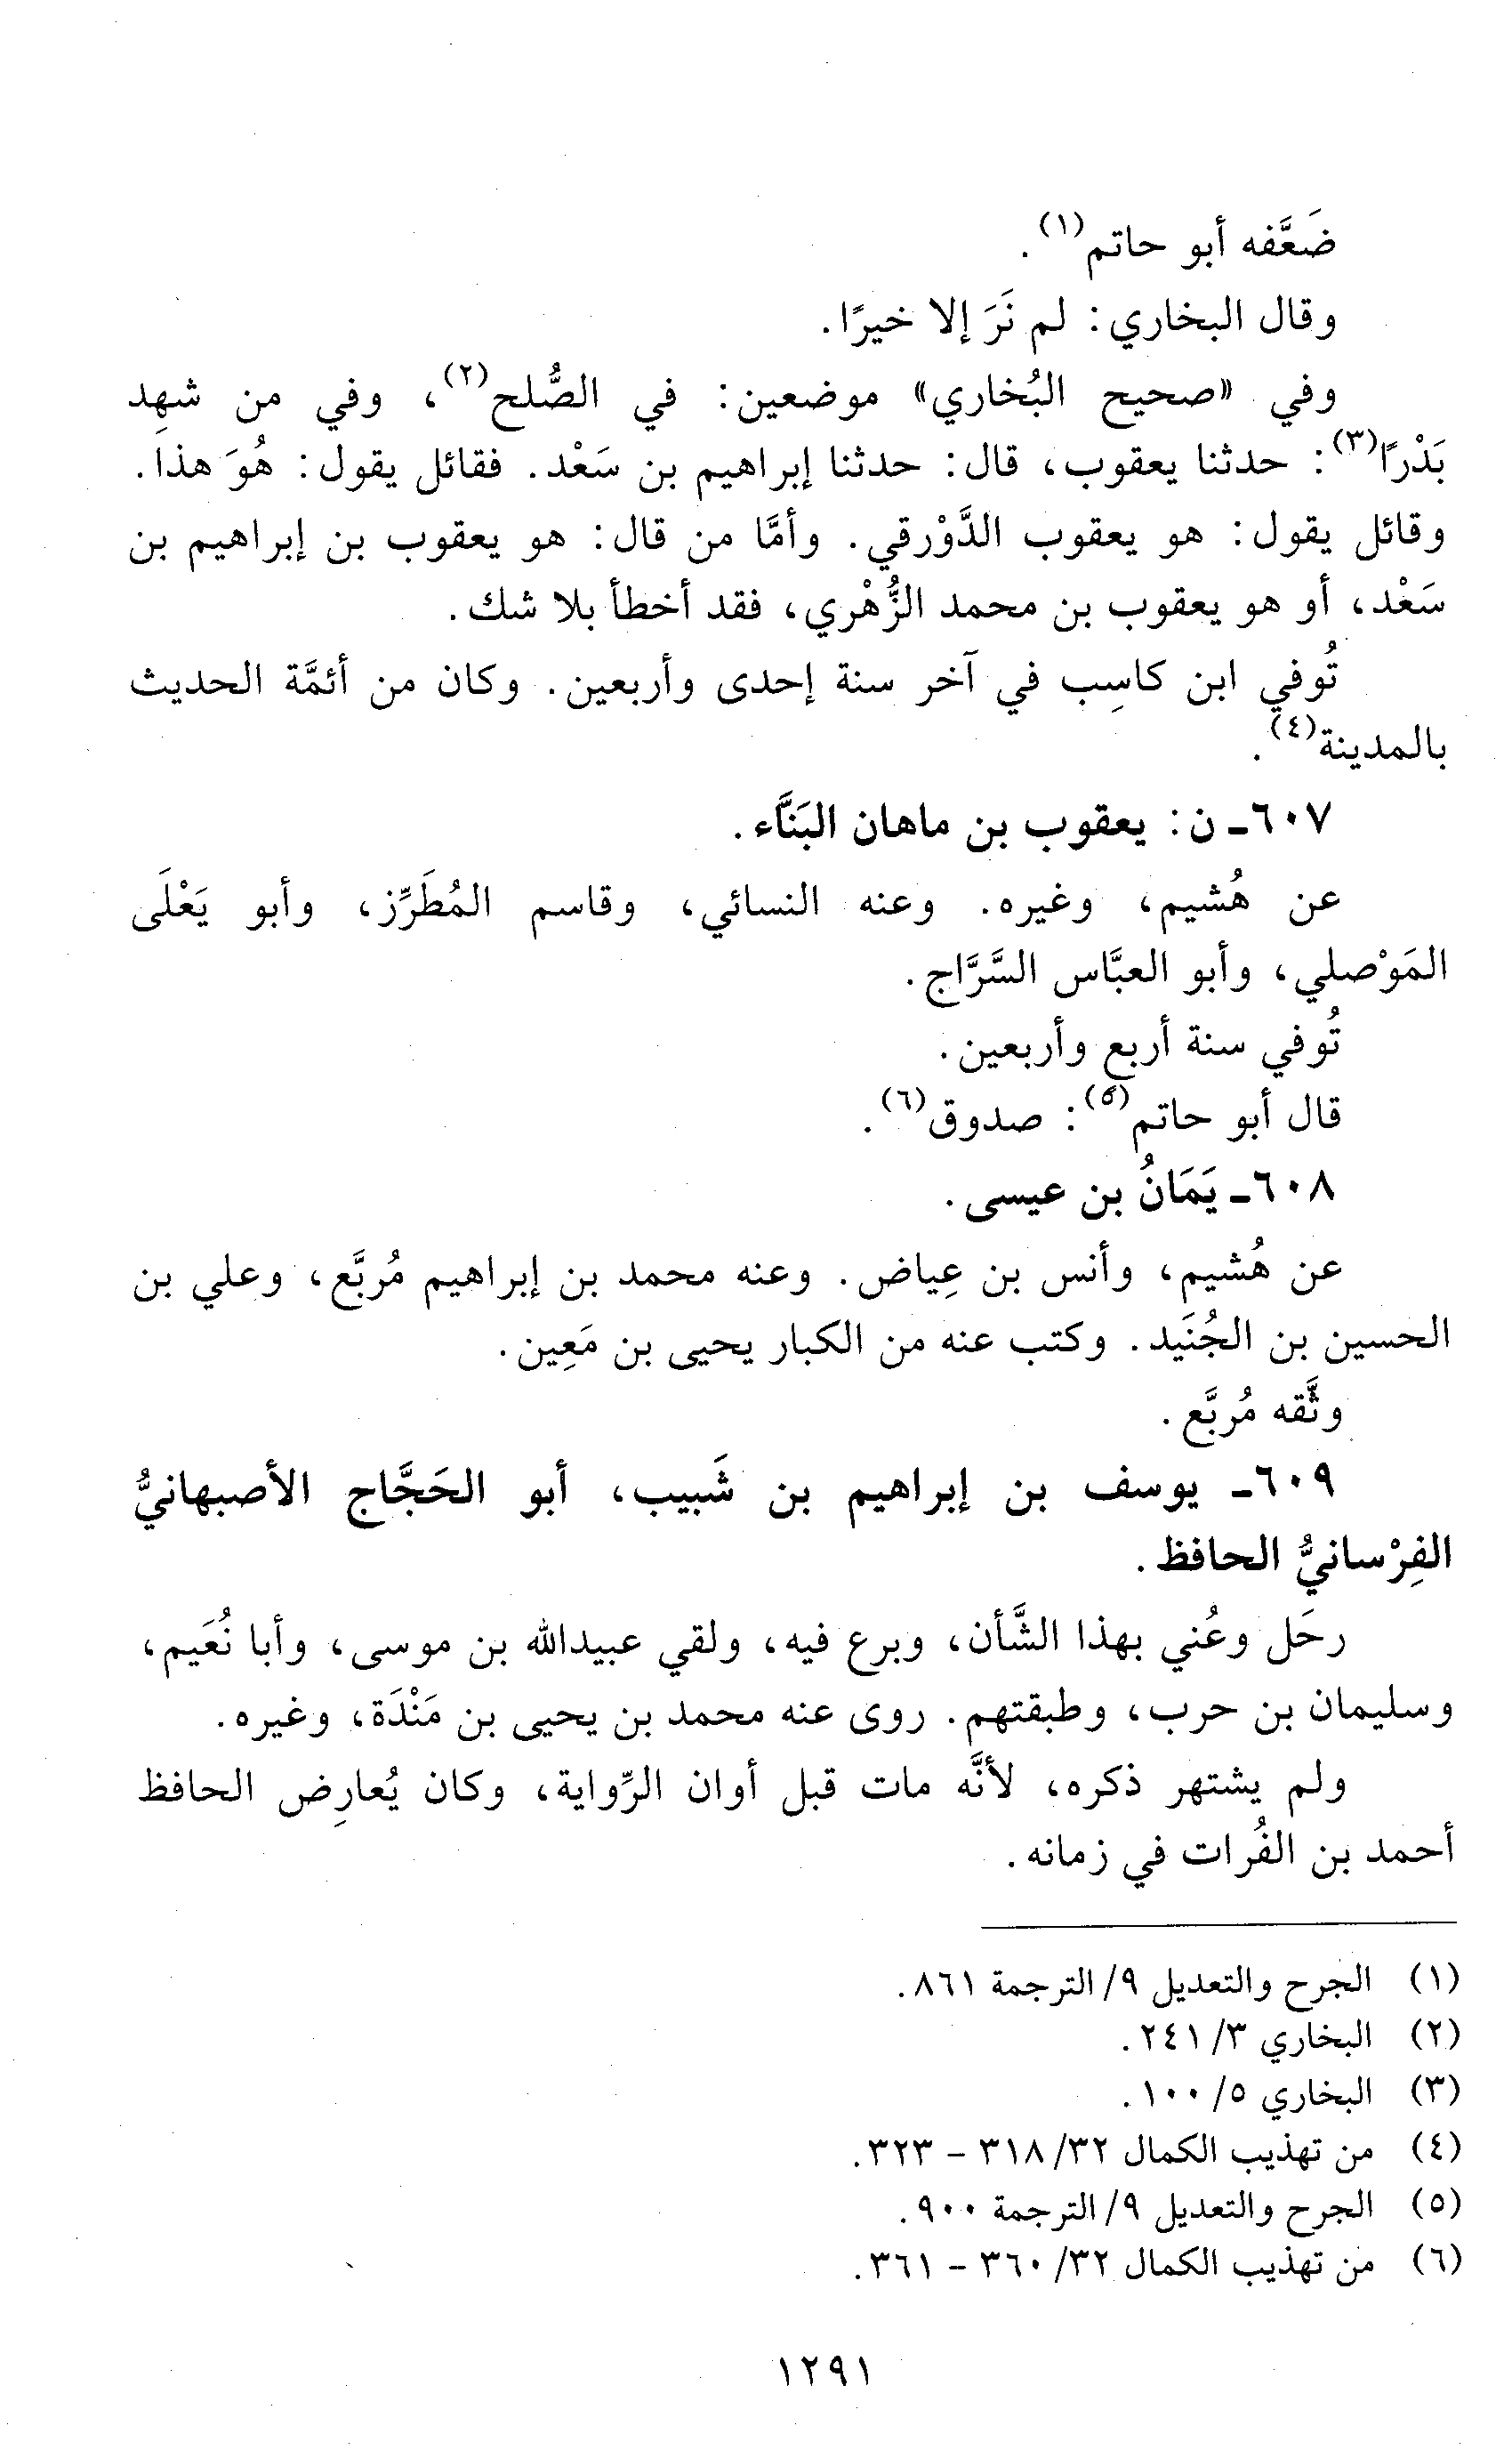 ضَعَّفه أبو حاتم(١).
وقال البخاري: لم نَرَ إلا خيرًا.
وفي «صحيح البُخاري» موضعين: في الصُّلح(٢)، وفي من شهِد
بَدْرًا(٣): حدثنا يعقوب، قال: حدثنا إبراهيم بن سَعْد. فقائل يقول: هُوَ هذا.
وقائل يقول: هو يعقوب الدَّوْرقي. وأمَّا من قال: هو يعقوب بن إبراهيم بن
سَعْد، أو هو يعقوب بن محمد الزُّهْري، فقد أخطأ بلا شك.
تُوفي ابن كاسِب في آخر سنة إحدى وأربعين. وكان من أئمَّة الحديث
بالمدينة(٤).
٦٠٧ـ ن: يعقوب بن ماهان البَنَّاء.
عن هُشيم، وغيره. وعنه النسائي، وقاسم المُطَرِّز، وأبو يَعْلَى
المَوْصلي، وأبو العبَّاس السَّرَّاج.
تُوفي سنة أربع وأربعين.
قال أبو حاتم(٥): صدوق(٦).
٦٠٨ـ يَمَانُ بن عيسى.
عن هُشيم، وأنس بن عِياض. وعنه محمد بن إبراهيم مُربَّع، وعلي بن
الحسين بن الجُنَيد. وكتب عنه من الكبار يحيى بن مَعِين.
وثَّقه مُربَّع.
٦٠٩ـ يوسف بن إبراهيم بن شَبيب، أبو الحَجَّاج الأصبهانيُّ
الفِرْسانيُّ الحافظ.
رحَل وعُني بهذا الشَّأن، وبرع فيه، ولقي عبيدالله بن موسى، وأبا نُعَيم،
وسليمان بن حرب، وطبقتهم. روى عنه محمد بن يحيى بن مَنْدَة، وغيره.
ولم يشتهر ذكره، لأنَّه مات قبل أوان الرِّواية، وكان يُعارِض الحافظ
أحمد بن الفُرات في زمانه.
(١) الجرح والتعديل ٩/ الترجمة ٨٦١.
(٢) البخاري ٣/ ٢٤١.
(٣) البخاري ٥/ ١٠٠.
(٤) من تهذيب الكمال ٣٢/ ٣١٨ - ٣٢٣.
(٥) الجرح والتعديل ٩/ الترجمة ٩٠٠.
(٦) من تهذيب الكمال ٣٢/ ٣٦٠ - ٣٦١.
١٢٩١